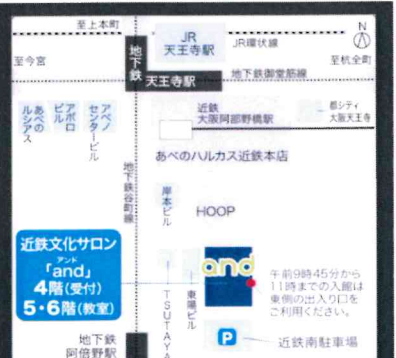 至上本町
N
JR
天王寺駅
JR環状線
至今宮
地下鉄
天王寺駅
至杭全町
地下鉄御堂筋線
あべの
ルシアス
アポロ
ビル
アベノ
センタービル
近鉄
大阪阿部野橋駅
都シティ
大阪天王寺
あべのハルカス近鉄本店
地下鉄谷町線
岸本ビル
HOOP
近鉄文化サロン
アンド
「and」
4階(受付)
5・6階(教室)
and
午前9時45分から
11時までの入館は
東側の出入り口を
ご利用ください。
TSUTAYA
東陽ビル
P
近鉄南駐車場
地下鉄
阿倍野駅